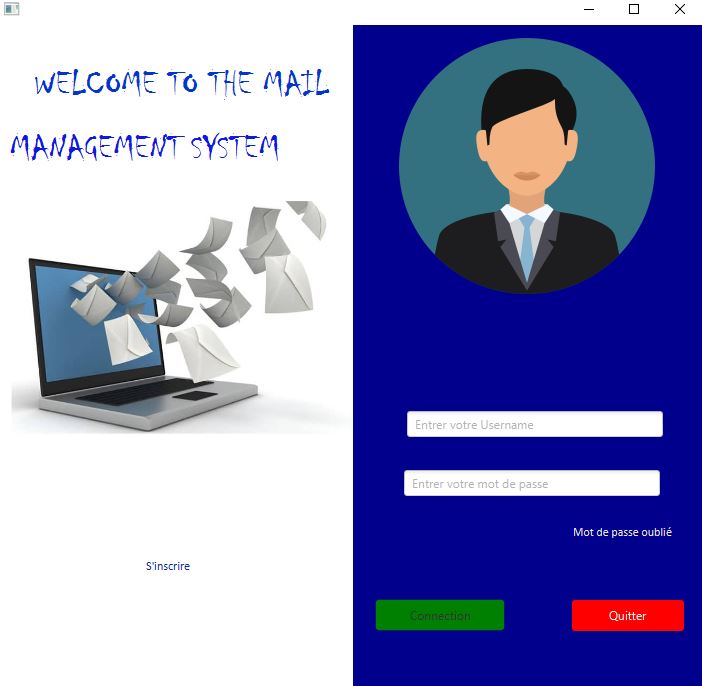 WELCOME TO THE MAIL
MANAGEMENT SYSTEM
S'inscrire
Entrer votre Username
Entrer votre mot de passe
Mot de passe oublié
Connection
Quitter